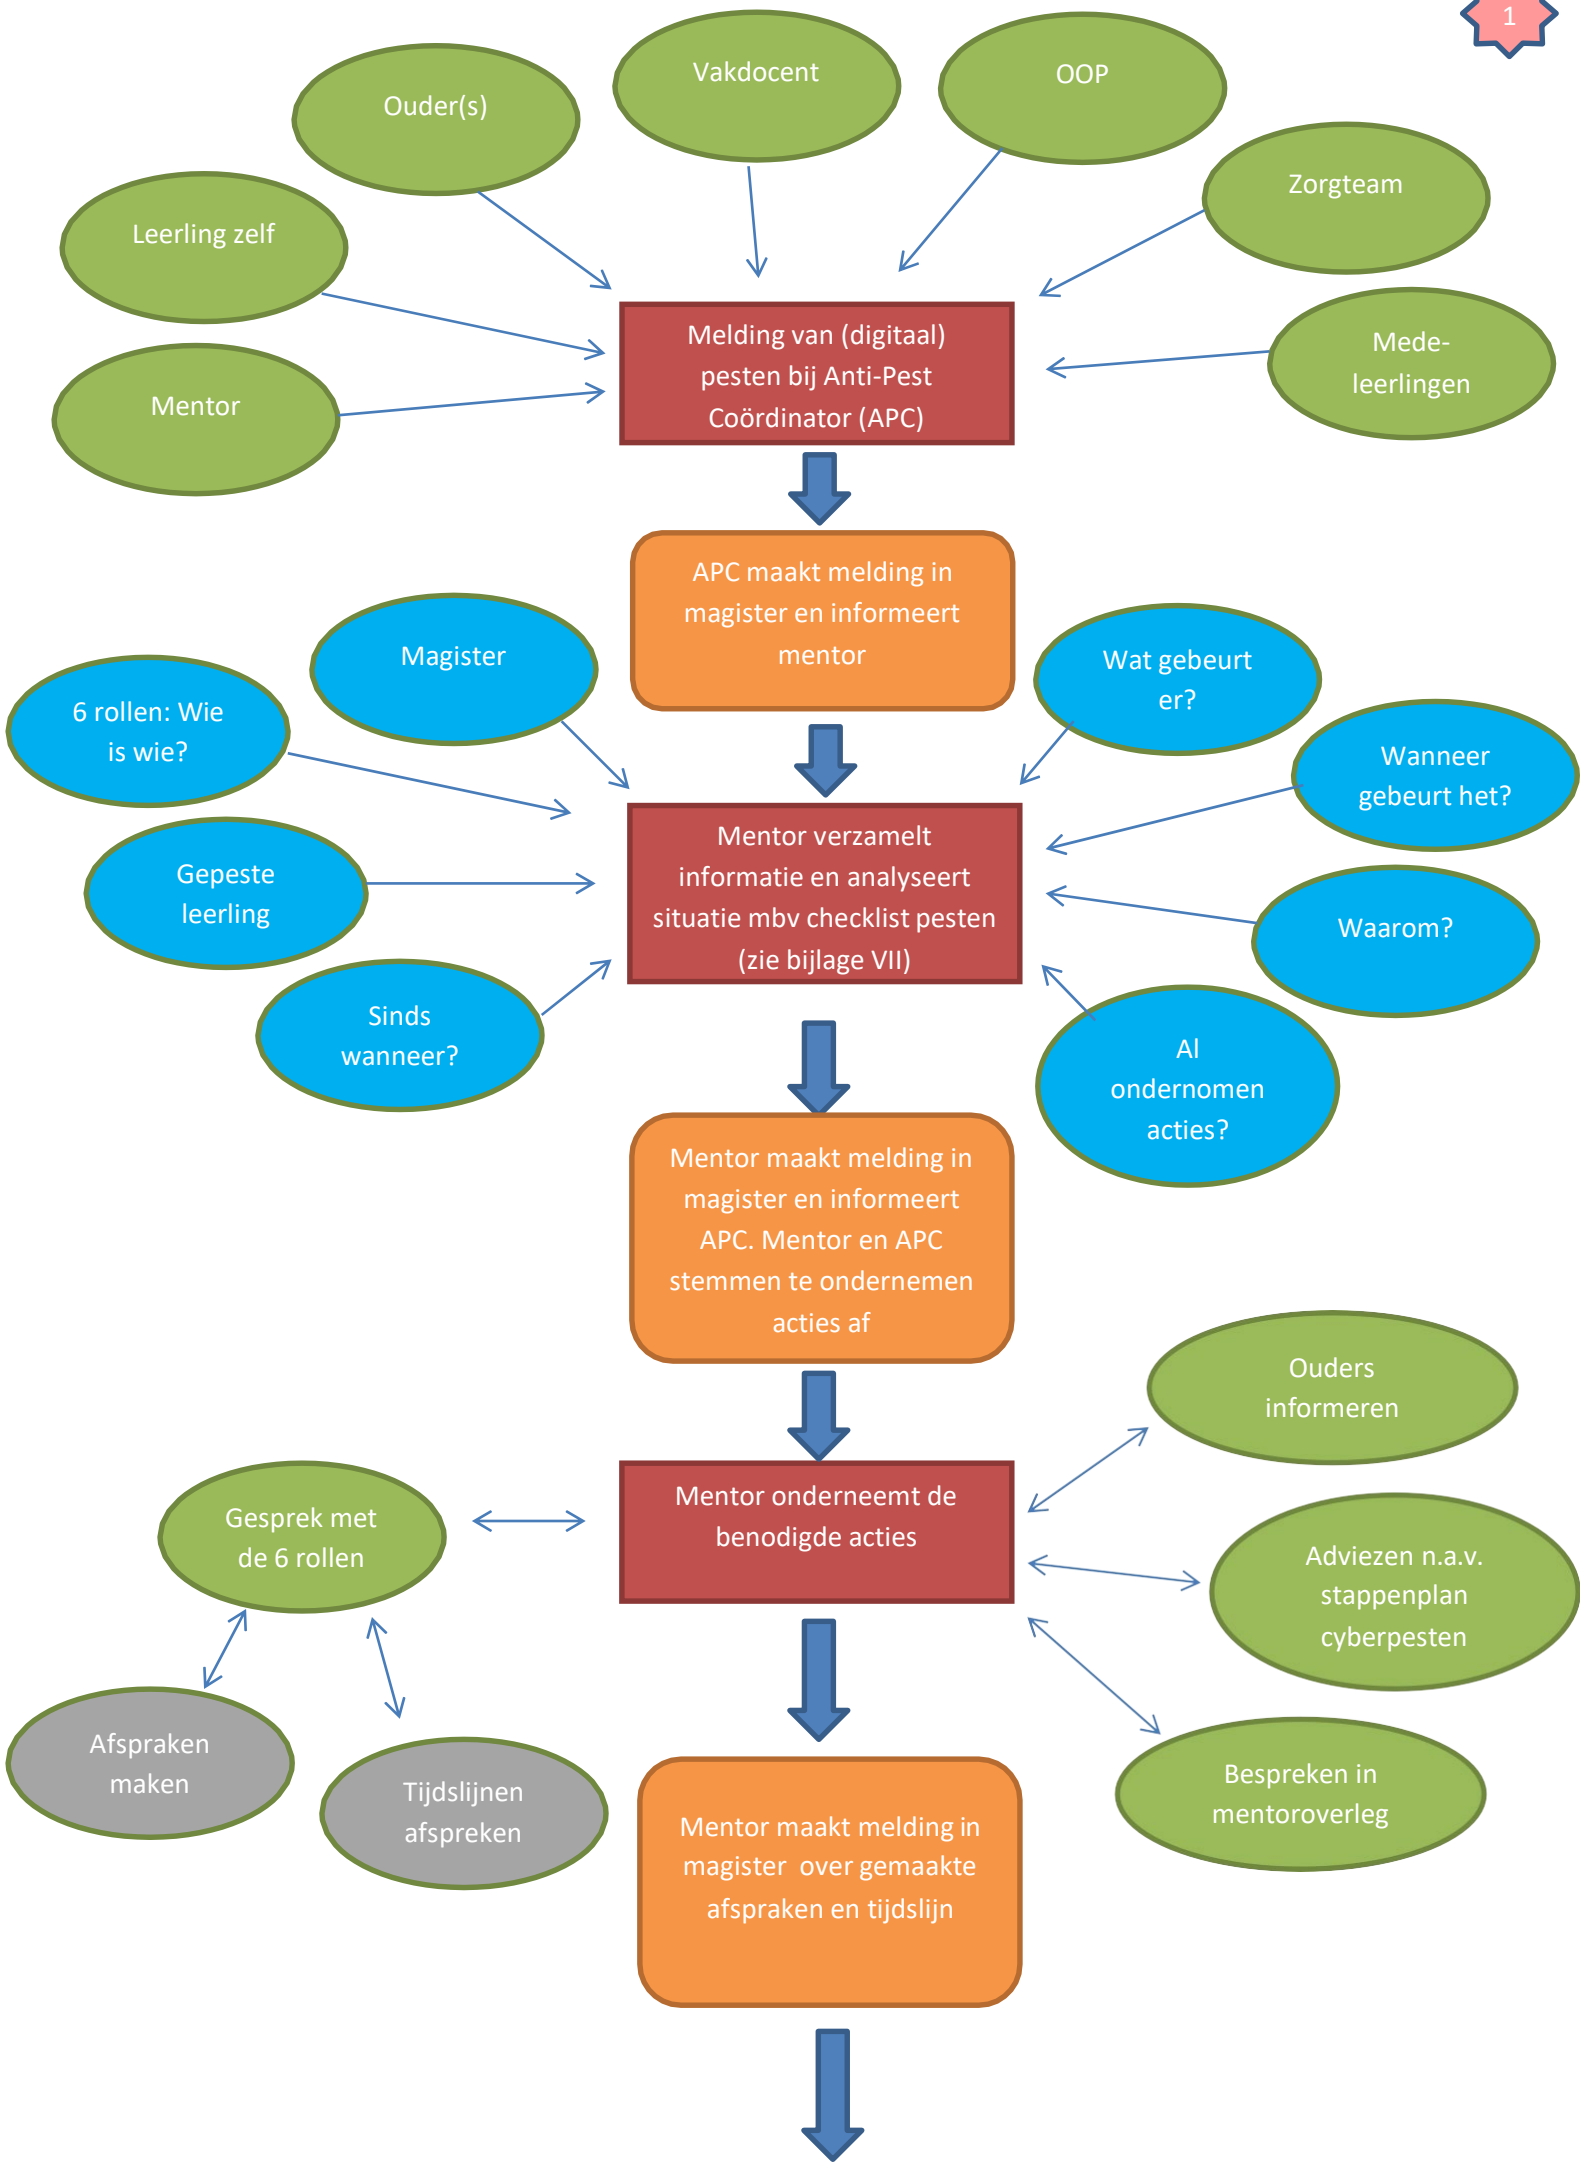 1
Vakdocent
OOP
Ouder(s)
Zorgteam
Leerling zelf
Mentor
Melding van (digitaal)
pesten bij Anti-Pest
Coördinator (APC)
Mede-
leerlingen
APC maakt melding in
magister en informeert
mentor
Magister
6 rollen: Wie
is wie?
Gepeste
leerling
Sinds
wanneer?
Wat gebeurt
er?
Wanneer
gebeurt het?
Waarom?
Al
ondernomen
acties?
Mentor verzamelt
informatie en analyseert
situatie mbv checklist pesten
(zie bijlage VII)
Mentor maakt melding in
magister en informeert
APC. Mentor en APC
stemmen te ondernemen
acties af
Mentor onderneemt de
benodigde acties
Ouders
informeren
Adviezen n.a.v.
stappenplan
cyberpesten
Bespreken in
mentoroverleg
Gesprek met
de 6 rollen
Afspraken
maken
Tijdslijnen
afspreken
Mentor maakt melding in
magister over gemaakte
afspraken en tijdslijn